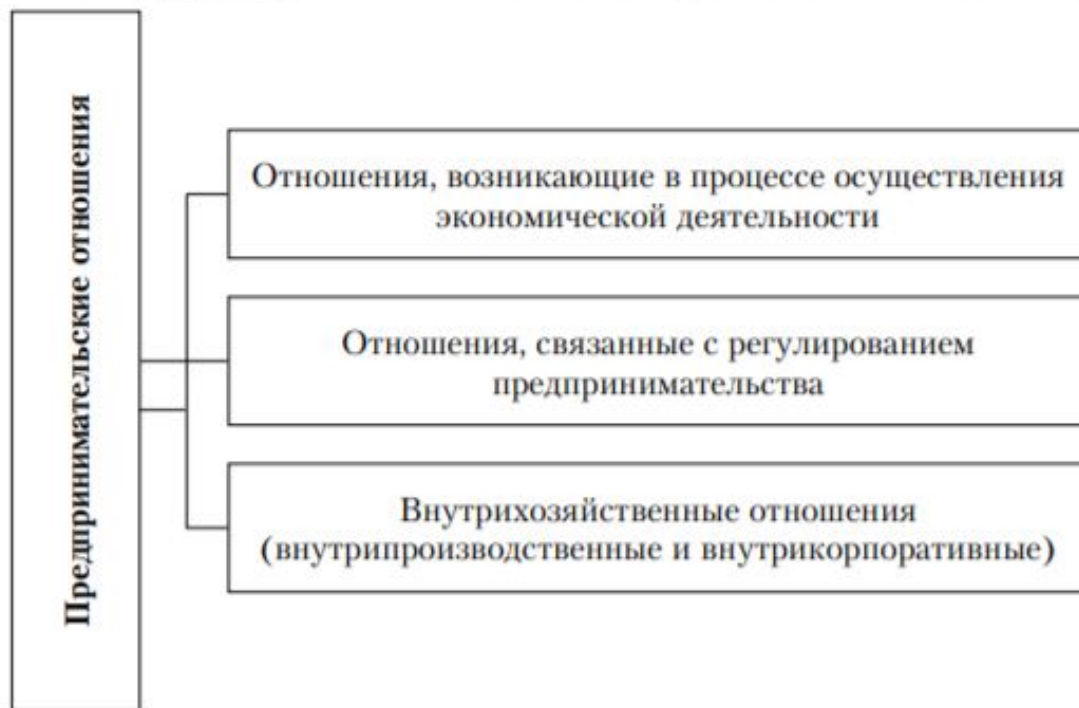 Предпринимательские отношения
Отношения, возникающие в процессе осуществления
экономической деятельности
Отношения, связанные с регулированием
предпринимательства
Внутрихозяйственные отношения
(внутрипроизводственные и внутрикорпоративные)